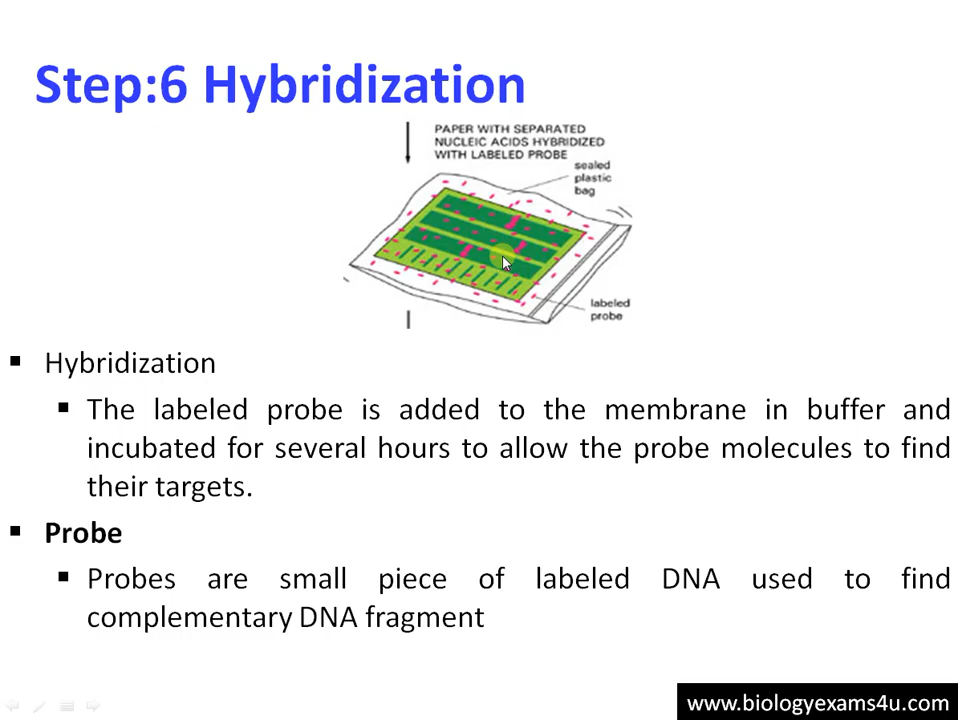 Step:6 Hybridization
PAPER WITH SEPARATED
NUCLEIC ACIDS HYBRIDIZED
WITH LABELED PROBE
sealed
plastic
bag
labeled
probe
Hybridization
The labeled probe is added to the membrane in buffer and
incubated for several hours to allow the probe molecules to find
their targets.
Probe
Probes are small piece of labeled DNA used to find
complementary DNA fragment
www.biologyexams4u.com